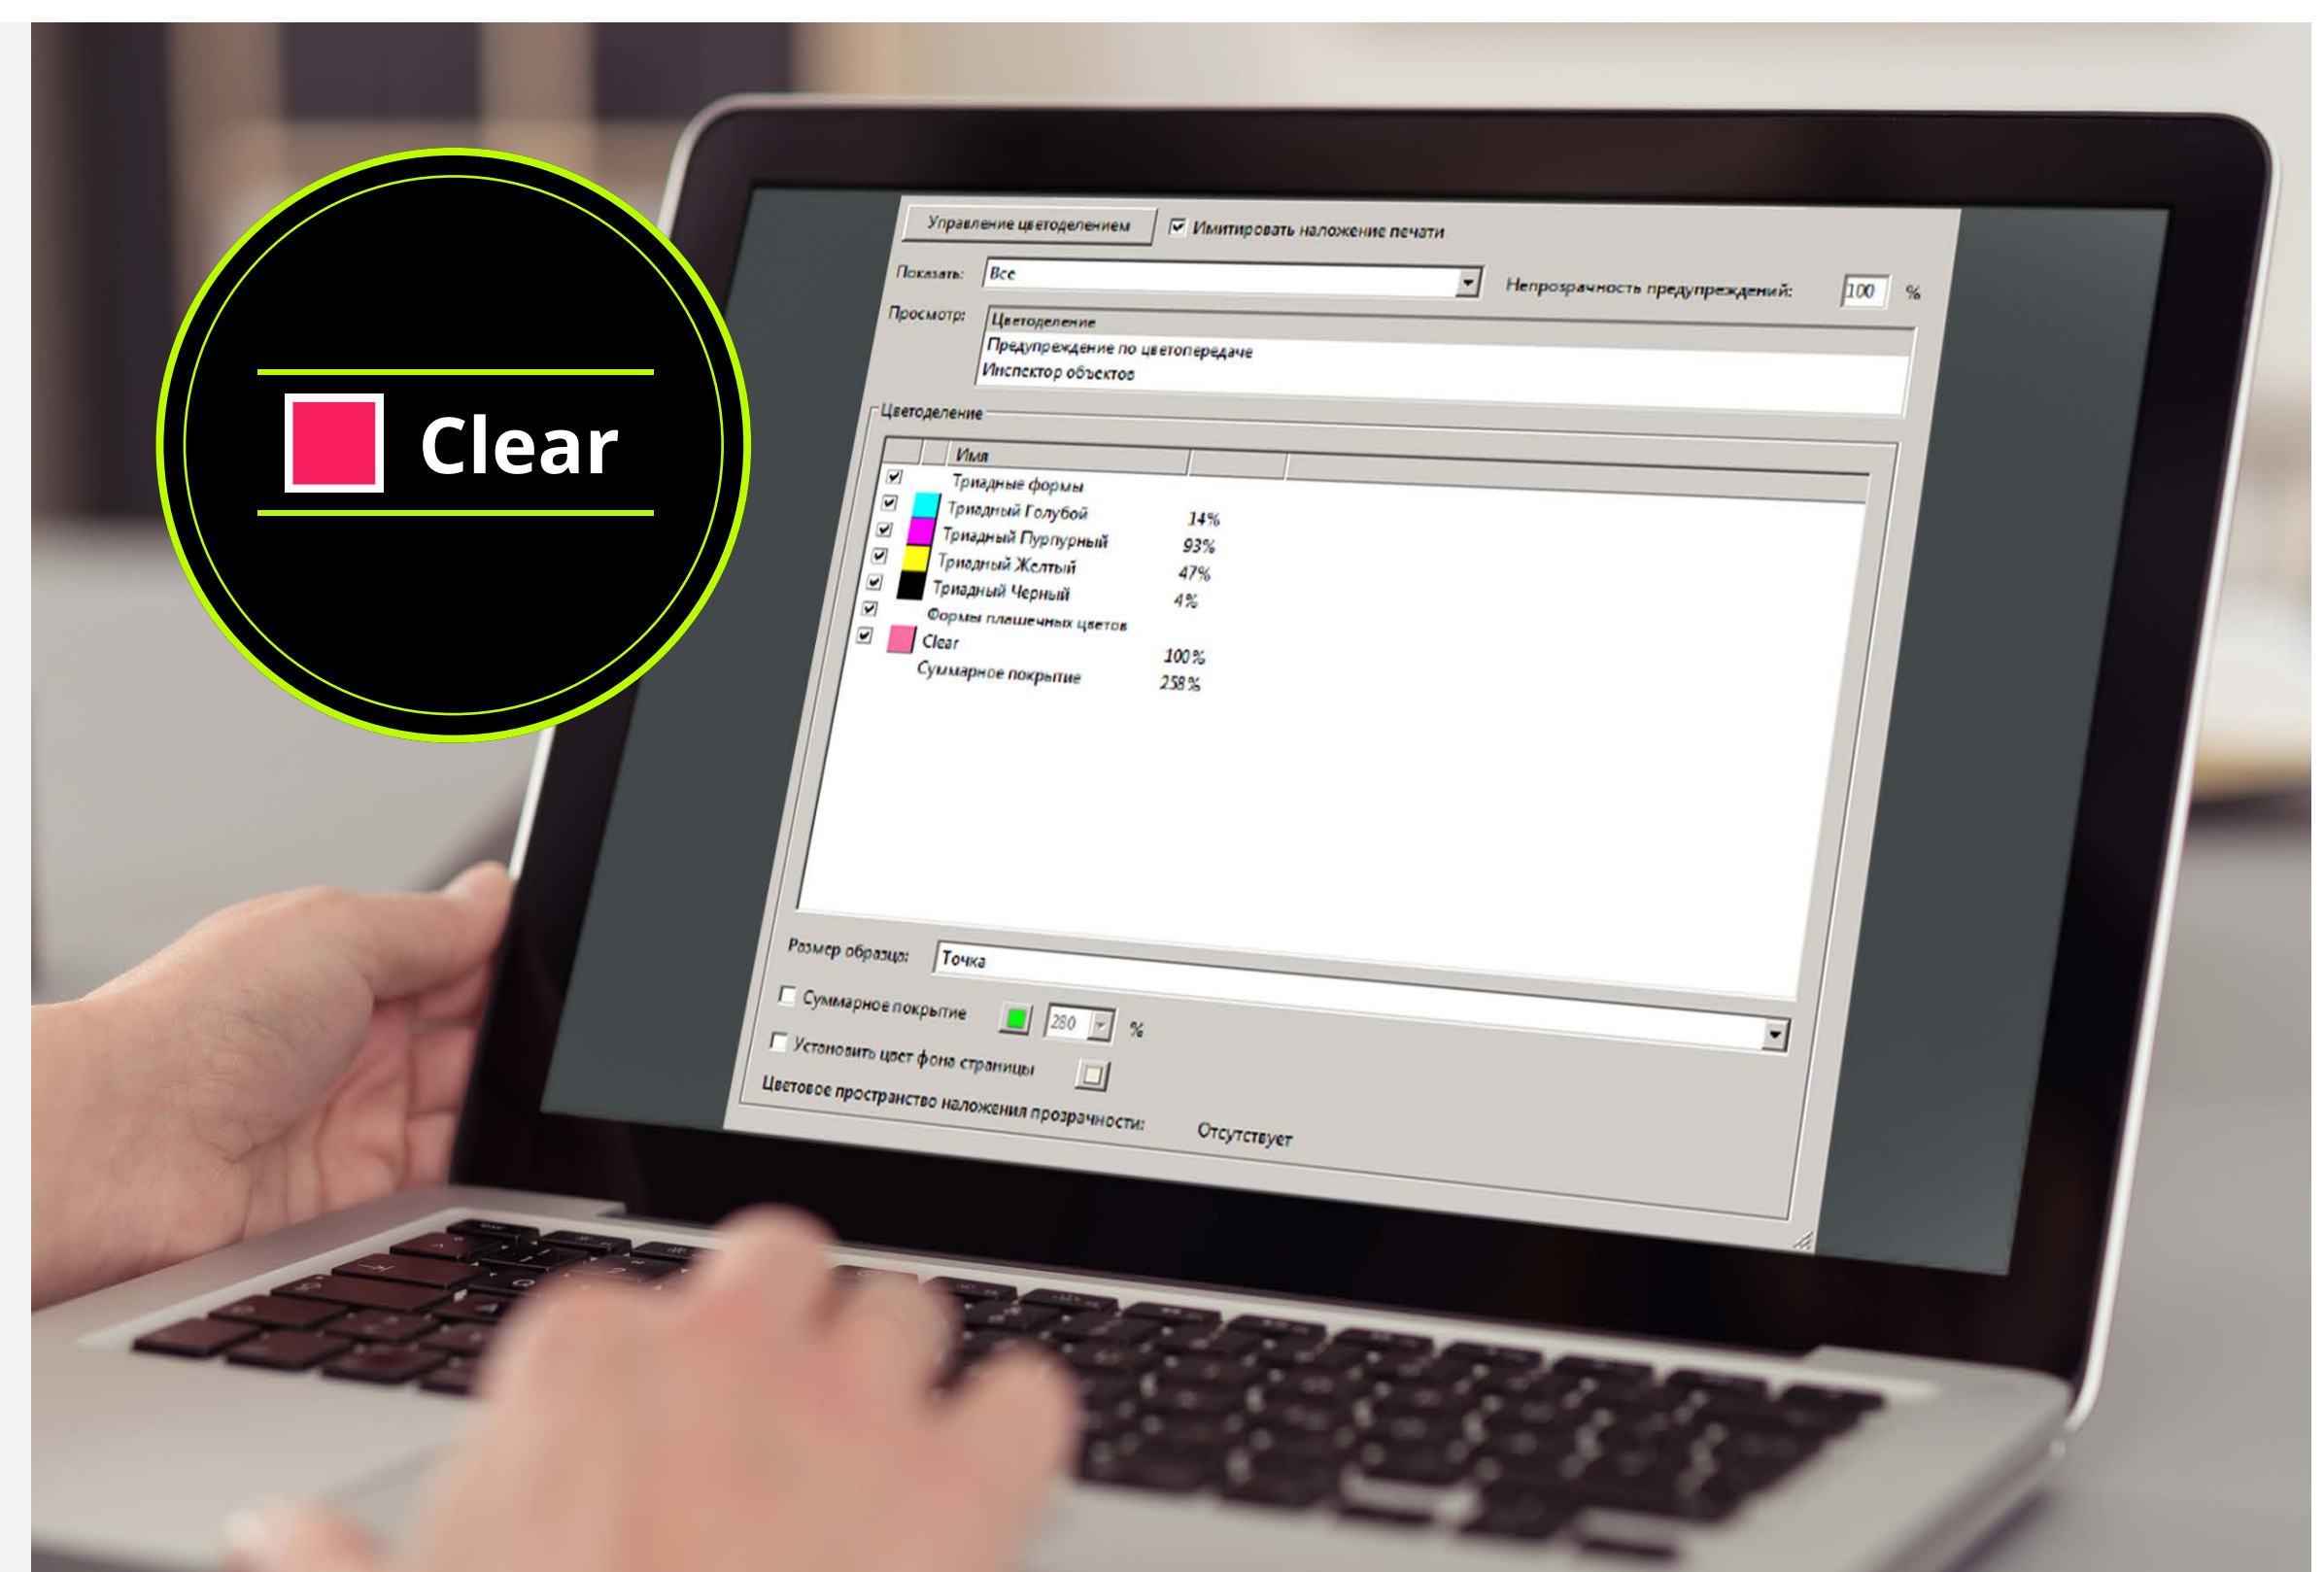 Clear
Управление цветоделением
Имитировать наложение печати
Показать: Все
Непрозрачность предупреждений: 100 %
Просмотр: Цветоделение
Предупреждение по цветопередаче
Инспектор объектов
Цветоделение
Имя
Триадные формы
Триадный Голубой 14%
Триадный Пурпурный 93%
Триадный Желтый 47%
Триадный Черный 4%
Формы плашечных цветов
Clear 100%
Суммарное покрытие 258%
Размер образца: Точка
Суммарное покрытие 280 %
Установить цвет фона страницы
Цветовое пространство наложения прозрачности: Отсутствует